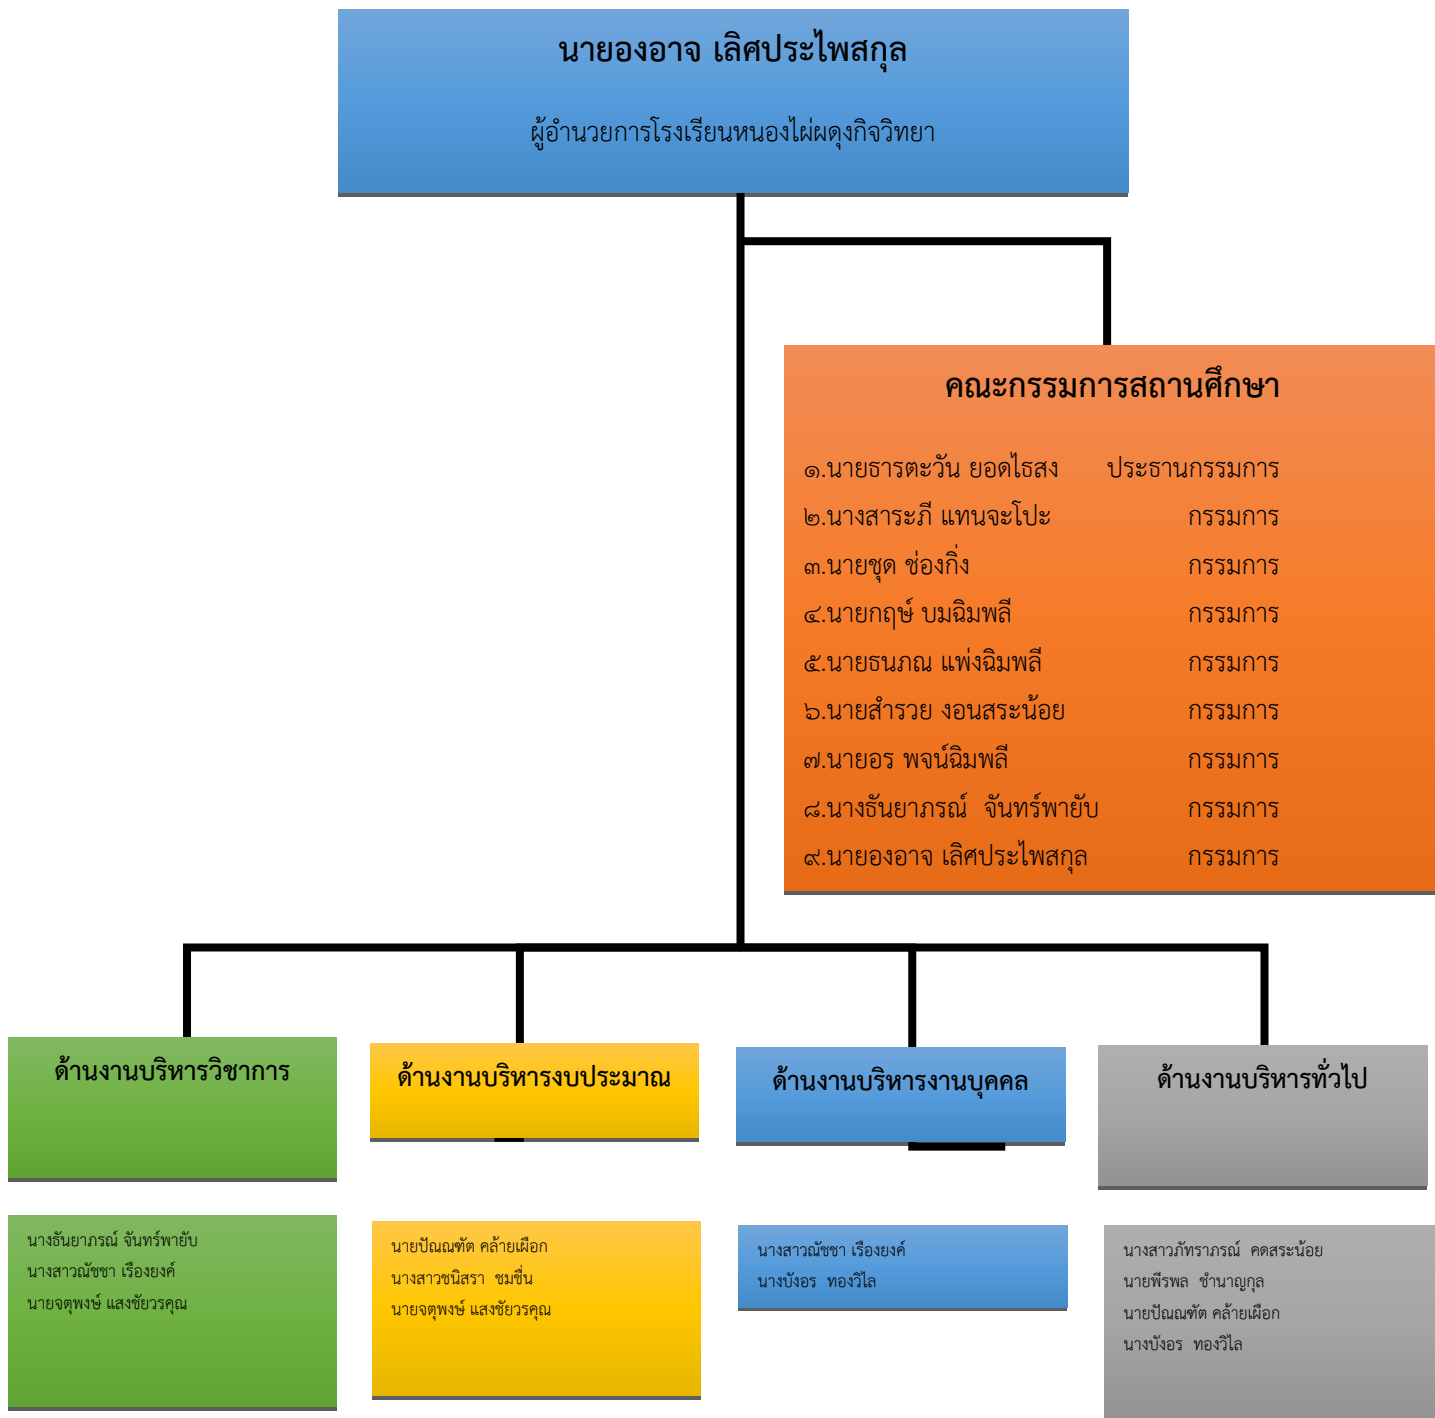 นายองอาจ เลิศประไพสกุล
ผู้อำนวยการโรงเรียนหนองไผ่ผดุงกิจวิทยา
คณะกรรมการสถานศึกษา
๑.นายธารตะวัน ยอดไธสง ประธานกรรมการ
๒.นางสาระภี แทนจะโปะ กรรมการ
๓.นายชุด ช่องกิ่ง กรรมการ
๔.นายกฤษ์ บมฉิมพลี กรรมการ
๕.นายธนภณ แพ่งฉิมพลี กรรมการ
๖.นายสำรวย งอนสระน้อย กรรมการ
๗.นายอร พจน์ฉิมพลี กรรมการ
๘.นางธันยาภรณ์ จันทร์พายับ กรรมการ
๙.นายองอาจ เลิศประไพสกุล กรรมการ
ด้านงานบริหารวิชาการ
นางธันยาภรณ์ จันทร์พายับ
นางสาวณัชชา เรืองยงค์
นายจตุพงษ์ แสงชัยวรคุณ
ด้านงานบริหารงบประมาณ
นายปัณณฑัต คล้ายเผือก
นางสาวชนิสรา ชมชื่น
นายจตุพงษ์ แสงชัยวรคุณ
ด้านงานบริหารงานบุคคล
นางสาวณัชชา เรืองยงค์
นางบังอร ทองวิไล
ด้านงานบริหารทั่วไป
นางสาวภัทราภรณ์ คดสระน้อย
นายพีรพล ชำนาญกุล
นายปัณณฑัต คล้ายเผือก
นางบังอร ทองวิไล